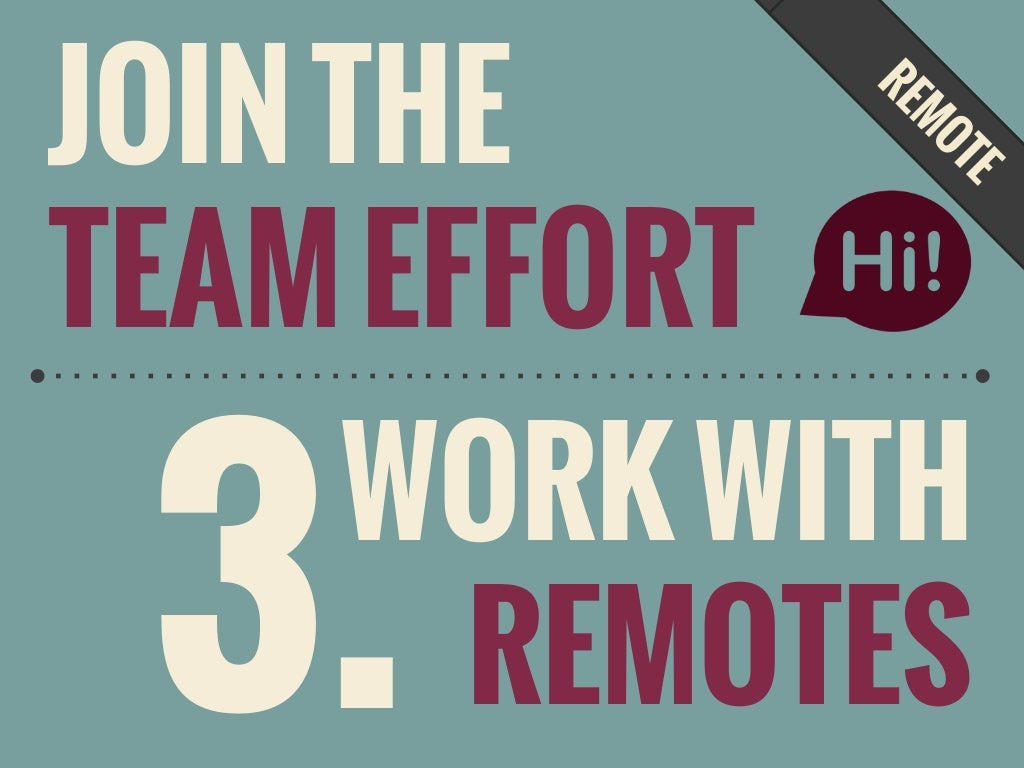 JOIN THE
REMOTE
TEAM EFFORT
Hi!
3. WORK WITH
REMOTES